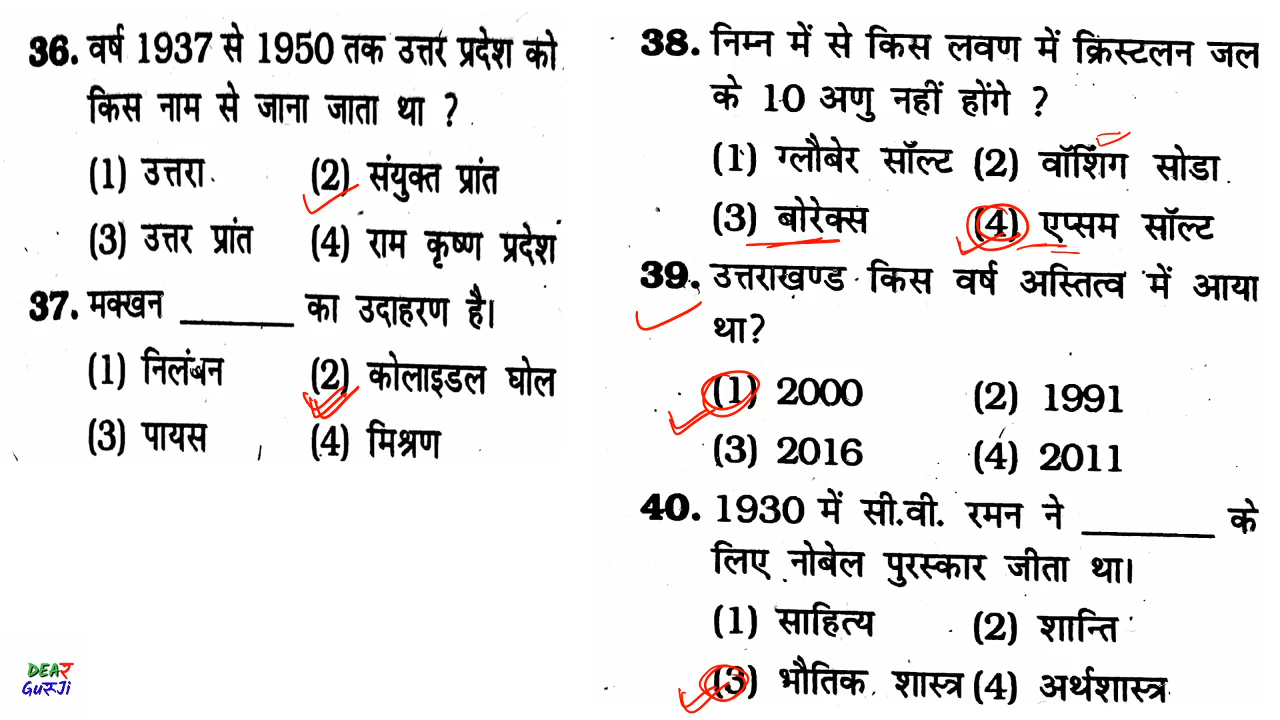 36. वर्ष 1937 से 1950 तक उत्तर प्रदेश को
किस नाम से जाना जाता था ?
(1) उत्तरा (2) संयुक्त प्रांत
(3) उत्तर प्रांत (4) राम कृष्ण प्रदेश
37. मक्खन ______ का उदाहरण है।
(1) निलंबन (2) कोलाइडल घोल
(3) पायस (4) मिश्रण
38. निम्न में से किस लवण में क्रिस्टलन जल
के 10 अणु नहीं होंगे ?
(1) ग्लौबेर सॉल्ट (2) वॉशिंग सोडा
(3) बोरेक्स (4) एप्सम सॉल्ट
39. उत्तराखण्ड किस वर्ष अस्तित्व में आया
था?
(1) 2000 (2) 1991
(3) 2016 (4) 2011
40. 1930 में सी.वी. रमन ने ______ के
लिए नोबेल पुरस्कार जीता था।
(1) साहित्य (2) शान्ति
(3) भौतिक शास्त्र (4) अर्थशास्त्र
DEAR
GURUJi